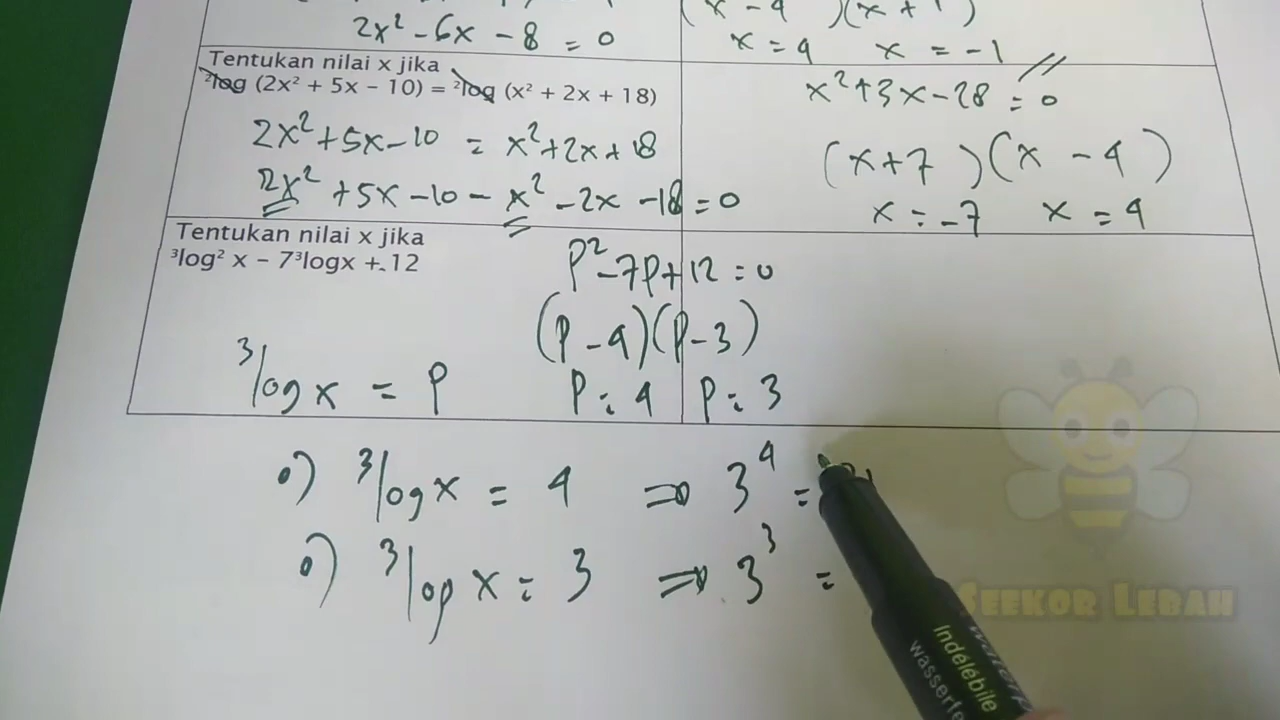 2x² - 6x - 8 = 0
x = 4 x = -1
Tentukan nilai x jika
²log (2x² + 5x – 10) = ²log (x² + 2x + 18)
2x² + 5x - 10 = x² + 2x + 18
2x² + 5x - 10 - x² - 2x - 18 = 0
x² + 3x - 28 = 0
(x + 7 )(x - 4 )
x = -7 x = 4
Tentukan nilai x jika
³log² x – 7³logx + 12
P² - 7P + 12 = 0
(P - 4)(P - 3)
³log x = P
P = 4 P = 3
•) ³log x = 4 ⇒ 3⁴ =
•) ³log x = 3 ⇒ 3³ =
SEEKOR LEBAH
Indélébile